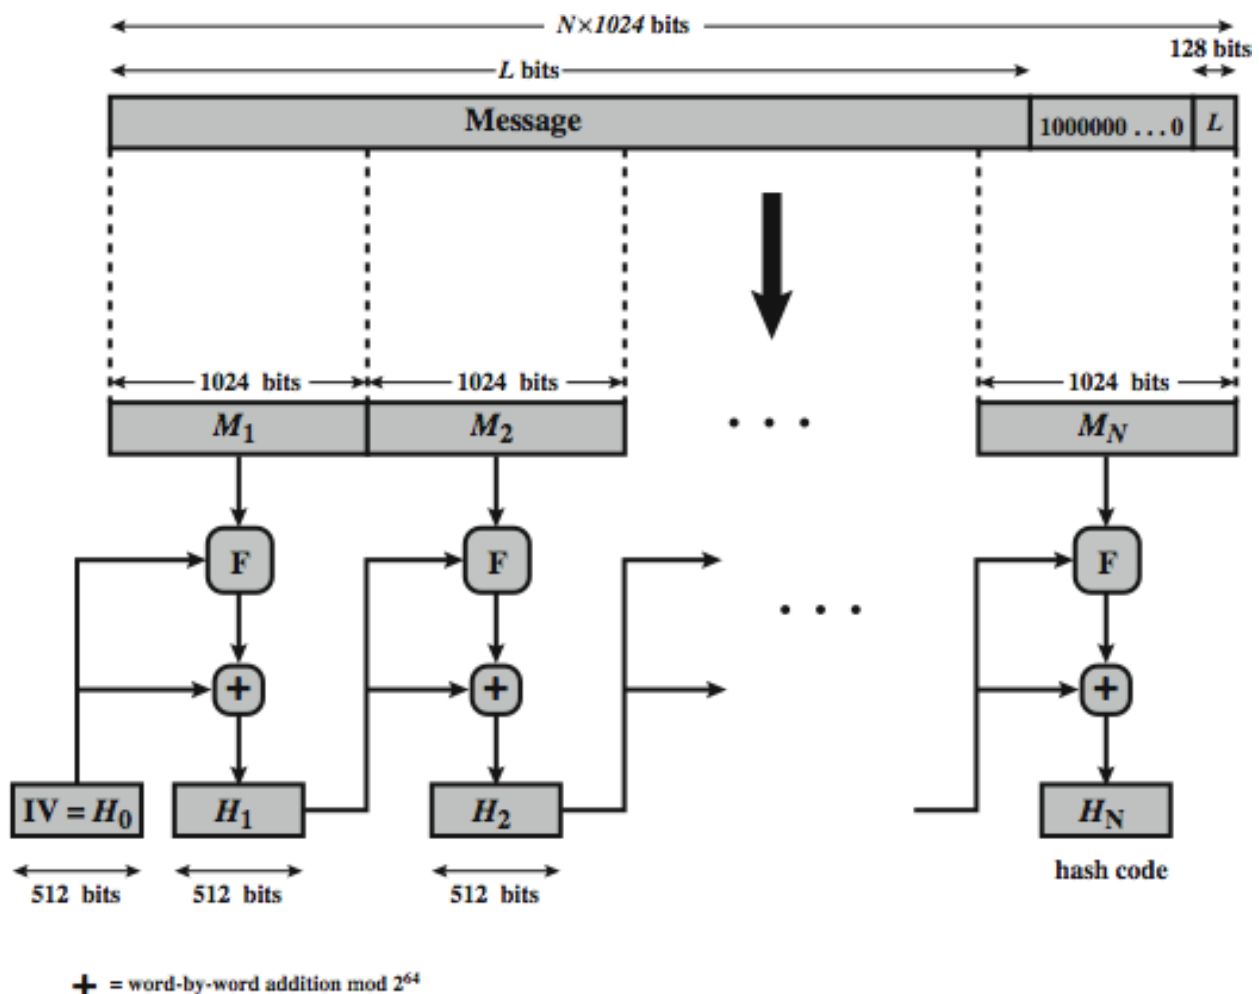 N×1024 bits
128 bits
L bits
Message 1000000 . . . 0 L
1024 bits 1024 bits 1024 bits
M1 M2 . . . MN
F F F
. . .
+ + +
IV = H0 H1 H2 HN
hash code
512 bits 512 bits 512 bits
+ = word-by-word addition mod 2^64